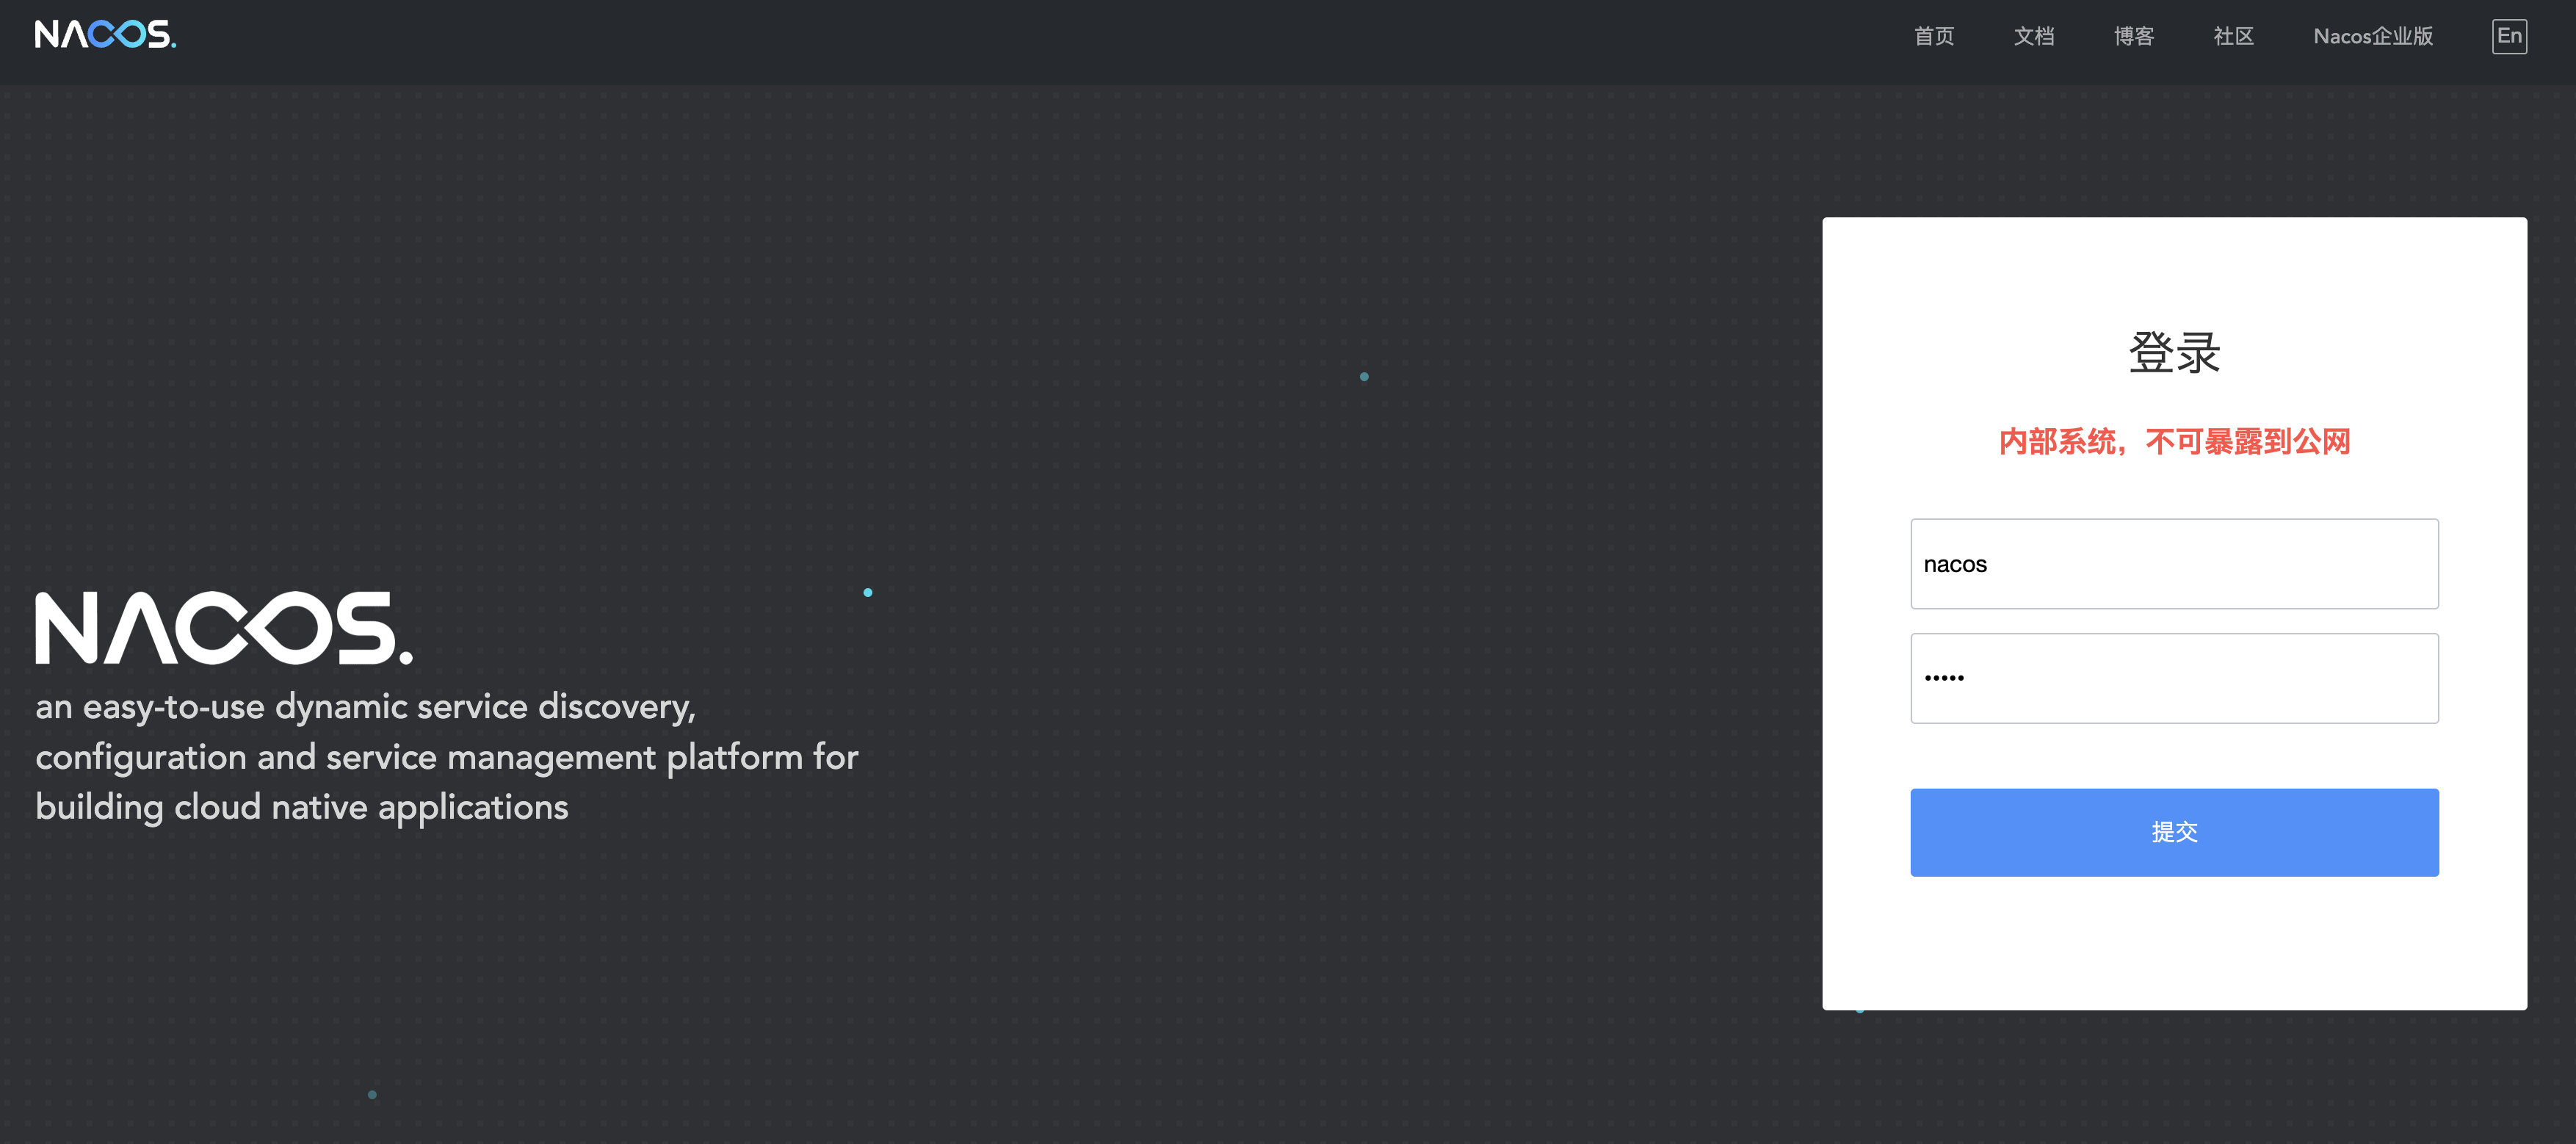 NACOS.
首页 文档 博客 社区 Nacos企业版 En
登录
内部系统，不可暴露到公网
nacos
•••••
提交
NACOS.
an easy-to-use dynamic service discovery,
configuration and service management platform for
building cloud native applications